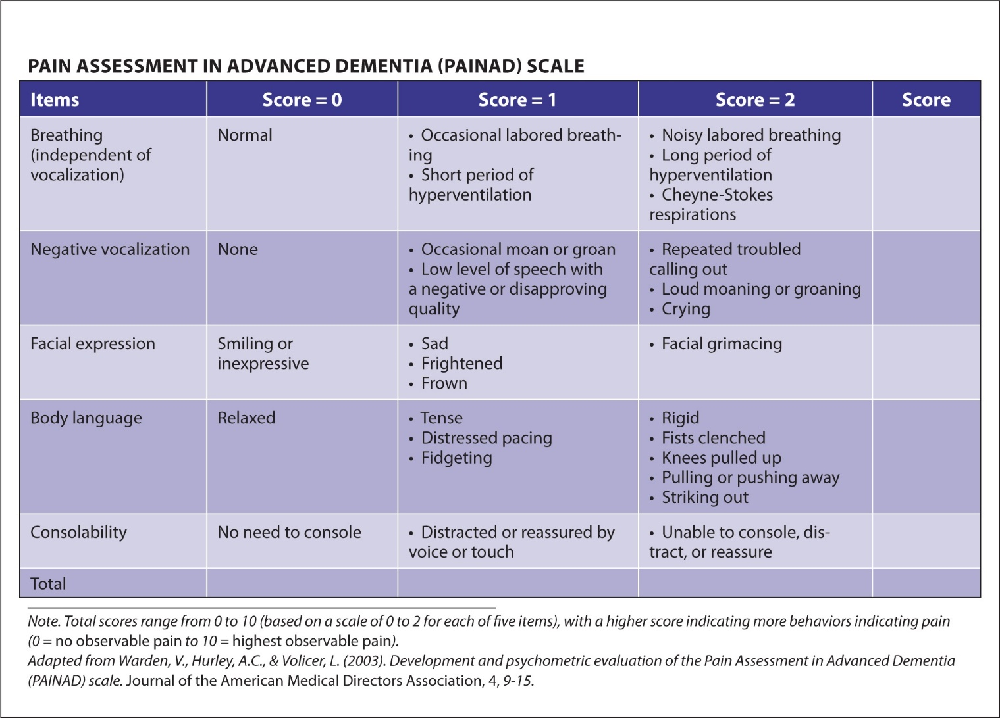 PAIN ASSESSMENT IN ADVANCED DEMENTIA (PAINAD) SCALE
Items Score = 0 Score = 1 Score = 2 Score
Breathing
(independent of
vocalization)
Normal
• Occasional labored breath-
ing
• Short period of
hyperventilation
• Noisy labored breathing
• Long period of
hyperventilation
• Cheyne-Stokes
respirations
Negative vocalization
None
• Occasional moan or groan
• Low level of speech with
a negative or disapproving
quality
• Repeated troubled
calling out
• Loud moaning or groaning
• Crying
Facial expression
Smiling or
inexpressive
• Sad
• Frightened
• Frown
• Facial grimacing
Body language
Relaxed
• Tense
• Distressed pacing
• Fidgeting
• Rigid
• Fists clenched
• Knees pulled up
• Pulling or pushing away
• Striking out
Consolability
No need to console
• Distracted or reassured by
voice or touch
• Unable to console, dis-
tract, or reassure
Total
Note. Total scores range from 0 to 10 (based on a scale of 0 to 2 for each of five items), with a higher score indicating more behaviors indicating pain
(0 = no observable pain to 10 = highest observable pain).
Adapted from Warden, V., Hurley, A.C., & Volicer, L. (2003). Development and psychometric evaluation of the Pain Assessment in Advanced Dementia
(PAINAD) scale. Journal of the American Medical Directors Association, 4, 9-15.